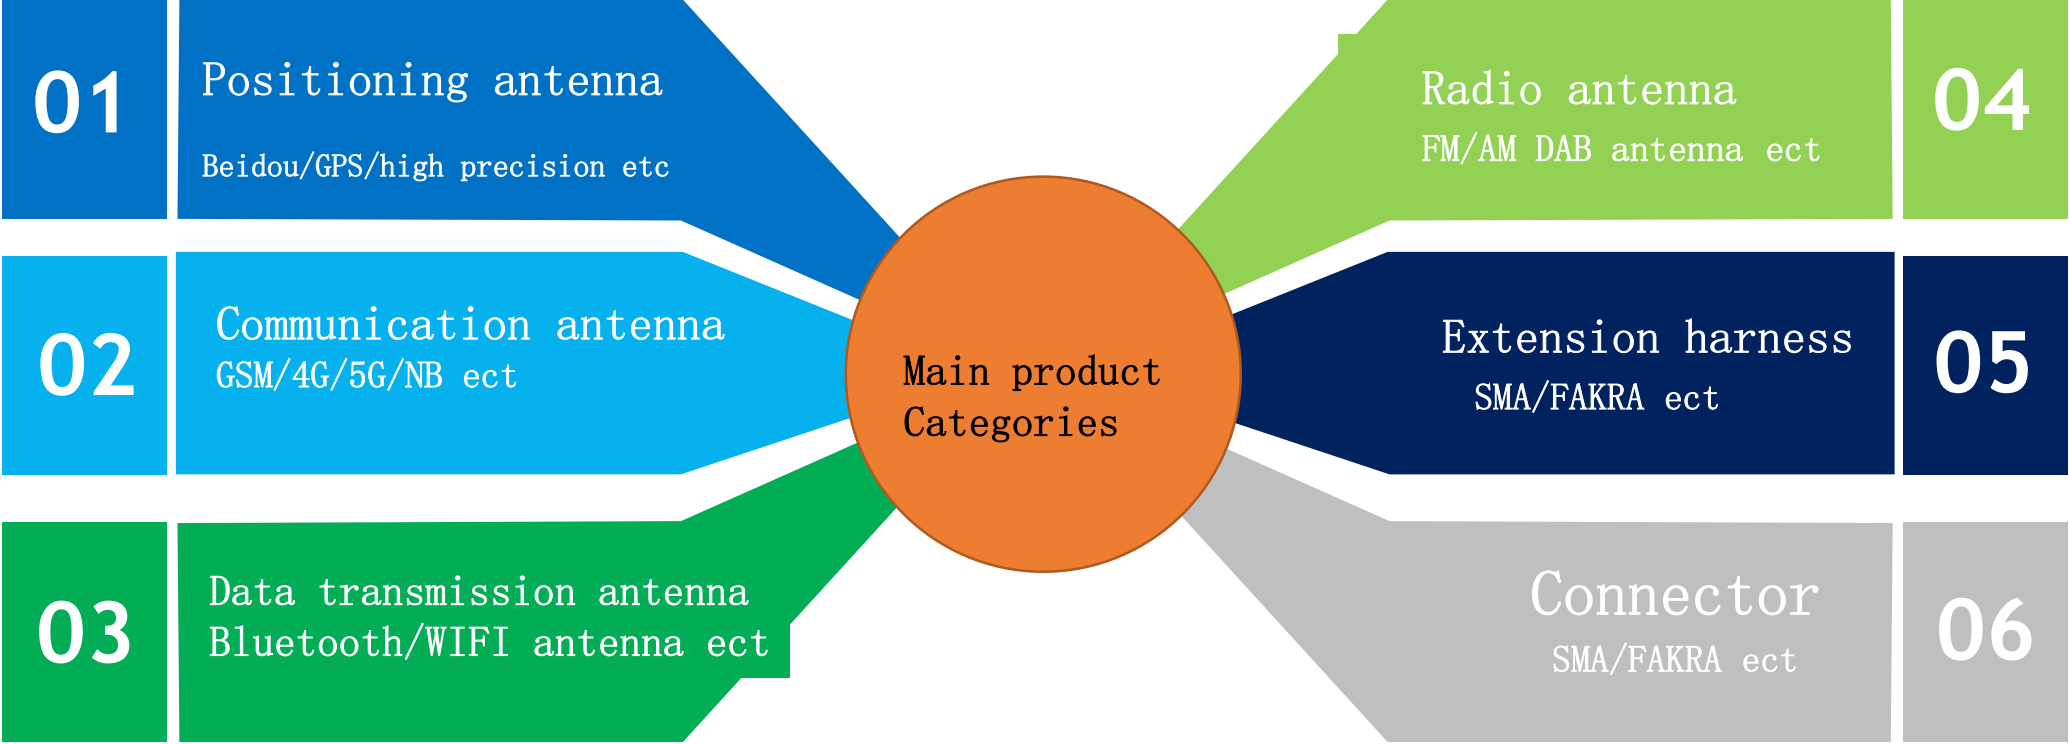 01
Positioning antenna
Beidou/GPS/high precision etc
02
Communication antenna
GSM/4G/5G/NB ect
03
Data transmission antenna
Bluetooth/WIFI antenna ect
Main product
Categories
04
Radio antenna
FM/AM DAB antenna ect
05
Extension harness
SMA/FAKRA ect
06
Connector
SMA/FAKRA ect